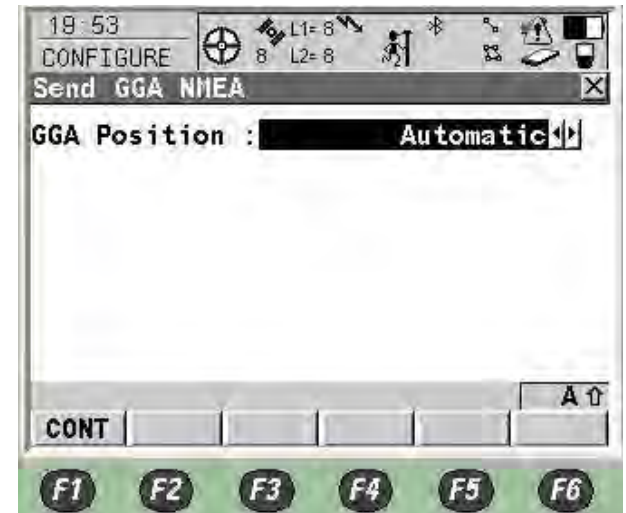 19:53
CONFIGURE
8 L1= 8
L2= 8
Send GGA NMEA
GGA Position : Automatic
A
CONT
F1 F2 F3 F4 F5 F6